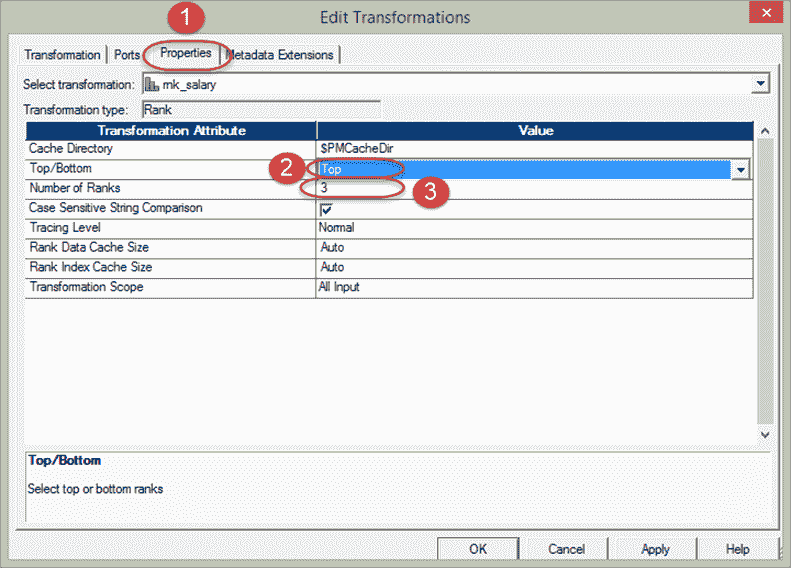 Edit Transformations
1
Transformation Ports Properties Metadata Extensions
Select transformation: rnk_salary
Transformation type: Rank
Transformation Attribute Value
Cache Directory $PMCacheDir
Top/Bottom 2 Top
Number of Ranks 3 3
Case Sensitive String Comparison
Tracing Level Normal
Rank Data Cache Size Auto
Rank Index Cache Size Auto
Transformation Scope All Input
Top/Bottom
Select top or bottom ranks
OK Cancel Apply Help